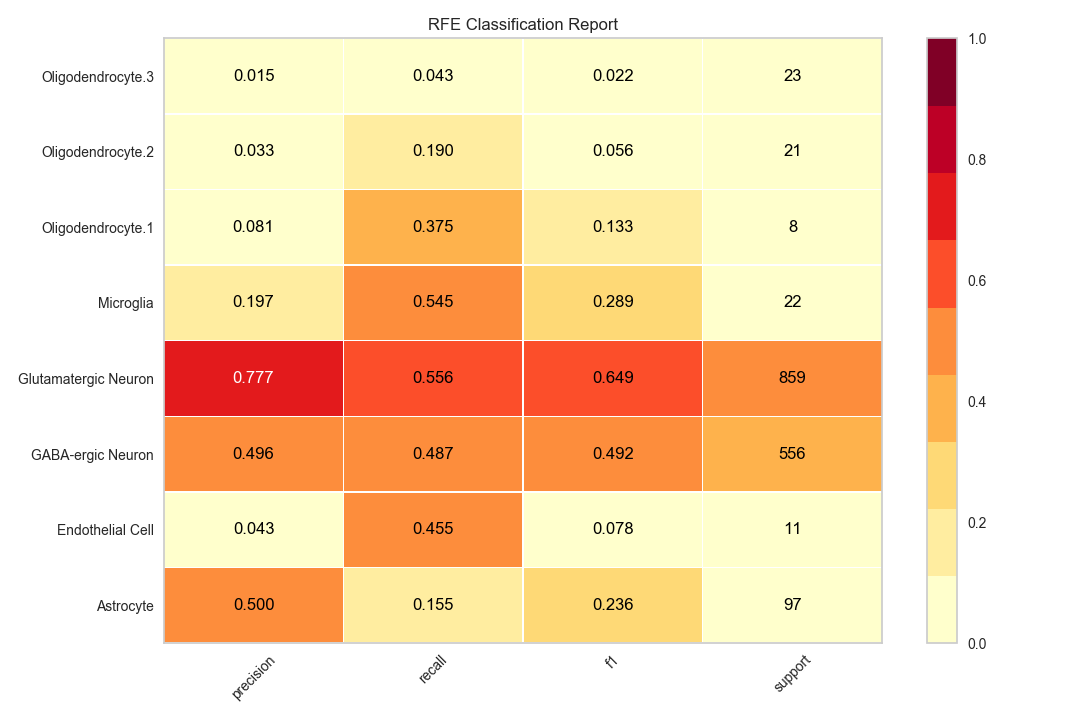 RFE Classification Report
Oligodendrocyte.3 0.015 0.043 0.022 23
Oligodendrocyte.2 0.033 0.190 0.056 21
Oligodendrocyte.1 0.081 0.375 0.133 8
Microglia 0.197 0.545 0.289 22
Glutamatergic Neuron 0.777 0.556 0.649 859
GABA-ergic Neuron 0.496 0.487 0.492 556
Endothelial Cell 0.043 0.455 0.078 11
Astrocyte 0.500 0.155 0.236 97
precision recall f1 support
1.0
0.8
0.6
0.4
0.2
0.0